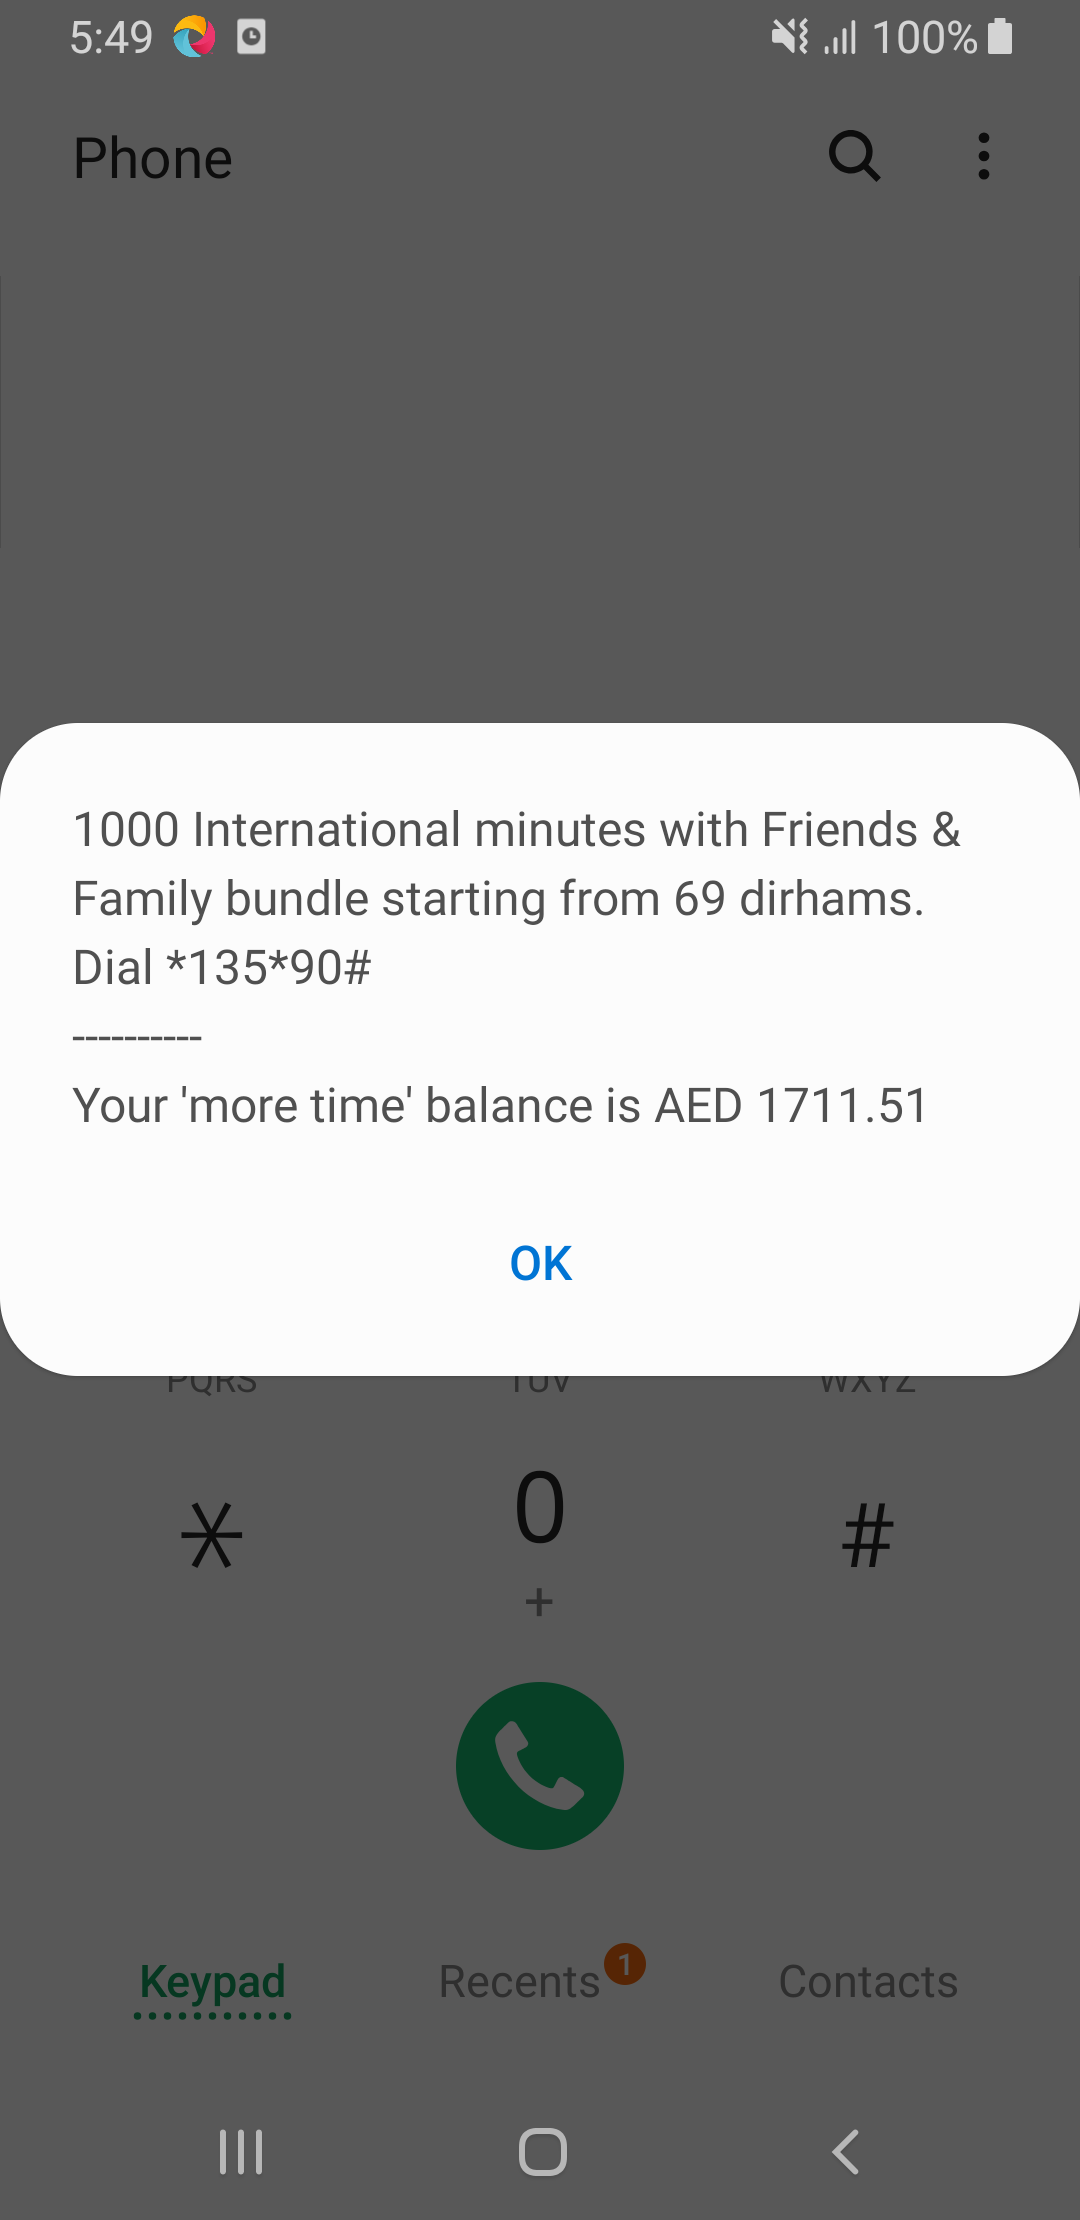 5:49 100%
Phone
1000 International minutes with Friends &
Family bundle starting from 69 dirhams.
Dial *135*90#
----------
Your 'more time' balance is AED 1711.51
OK
PQRS TUV WXYZ
* 0 #
+
Keypad Recents 1 Contacts